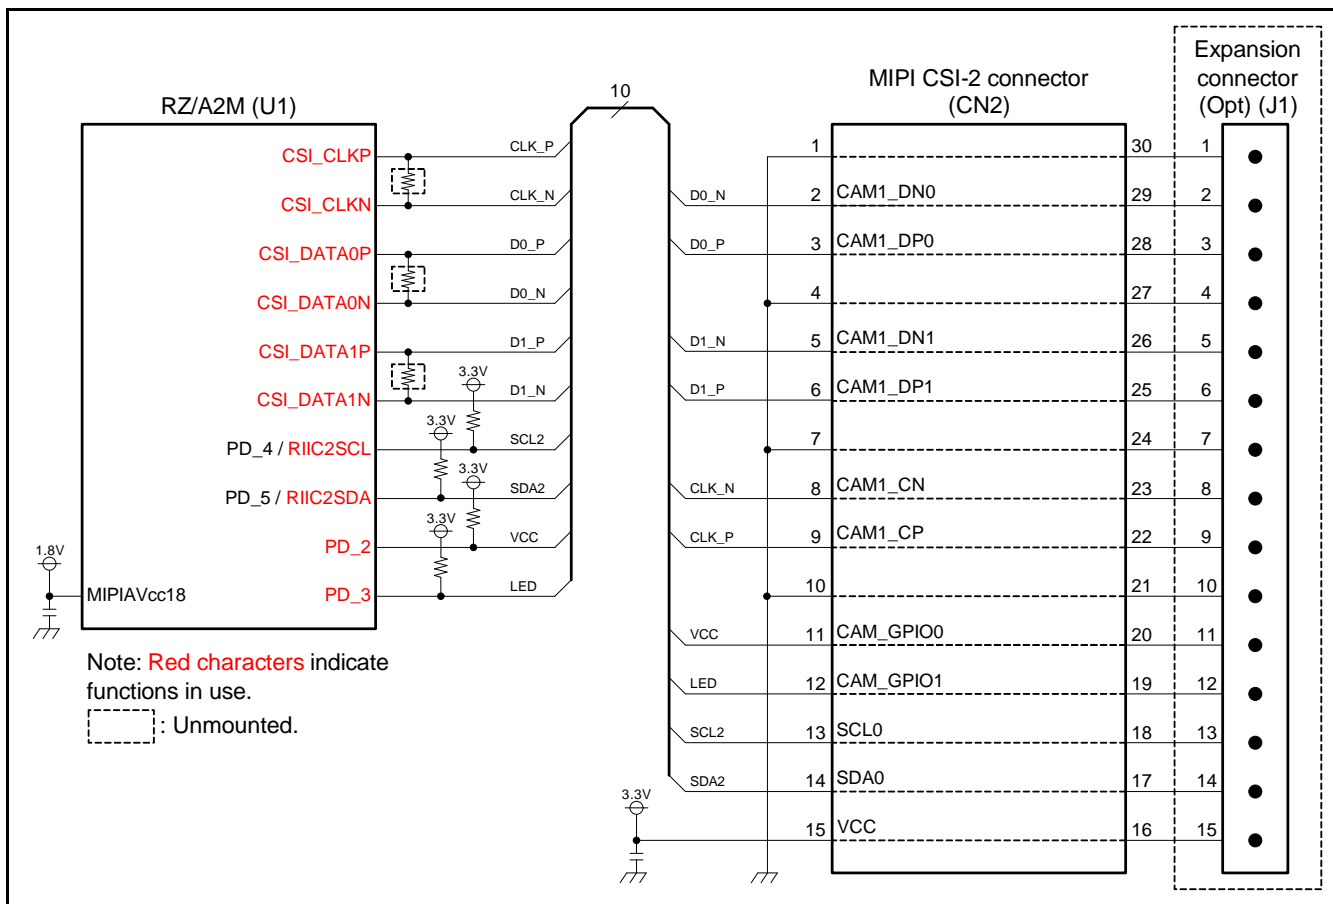 RZ/A2M (U1)
10
MIPI CSI-2 connector
(CN2)
Expansion
connector
(Opt) (J1)
CSI_CLKP
CLK_P
1
30
1
CSI_CLKN
CLK_N
D0_N
2
CAM1_DN0
29
2
CSI_DATA0P
D0_P
D0_P
3
CAM1_DP0
28
3
CSI_DATA0N
D0_N
4
27
4
CSI_DATA1P
D1_P
D1_N
5
CAM1_DN1
26
5
3.3V
CSI_DATA1N
D1_N
D1_P
6
CAM1_DP1
25
6
3.3V
PD_4 / RIIC2SCL
SCL2
7
24
7
3.3V
PD_5 / RIIC2SDA
SDA2
CLK_N
8
CAM1_CN
23
8
3.3V
PD_2
VCC
CLK_P
9
CAM1_CP
22
9
1.8V
MIPIAVcc18
PD_3
LED
10
21
10
VCC
11
CAM_GPIO0
20
11
LED
12
CAM_GPIO1
19
12
SCL2
13
SCL0
18
13
SDA2
14
SDA0
17
14
3.3V
15
VCC
16
15
Note: Red characters indicate
functions in use.
: Unmounted.